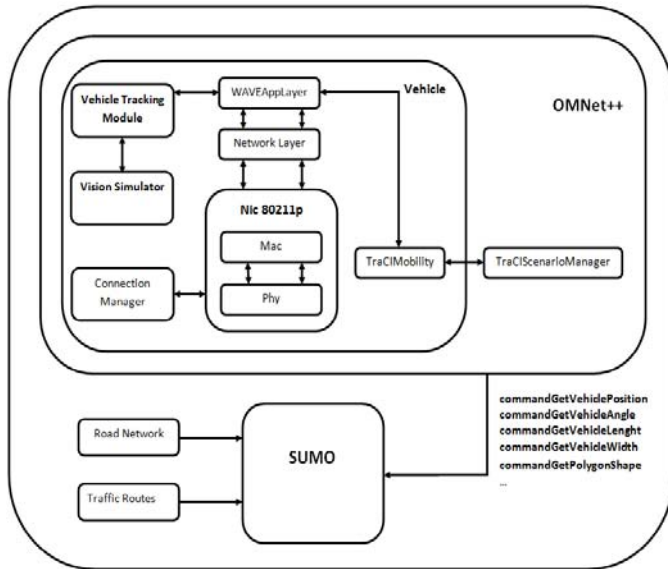 Vehicle
OMNet++
Vehicle Tracking
Module
WAVEAppLayer
Network Layer
Vision Simulator
Nic 80211p
Mac
Phy
Connection
Manager
TraCIMobility
TraCIScenarioManager
commandGetVehiclePosition
commandGetVehicleAngle
commandGetVehicleLenght
commandGetVehicleWidth
commandGetPolygonShape
...
Road Network
SUMO
Traffic Routes